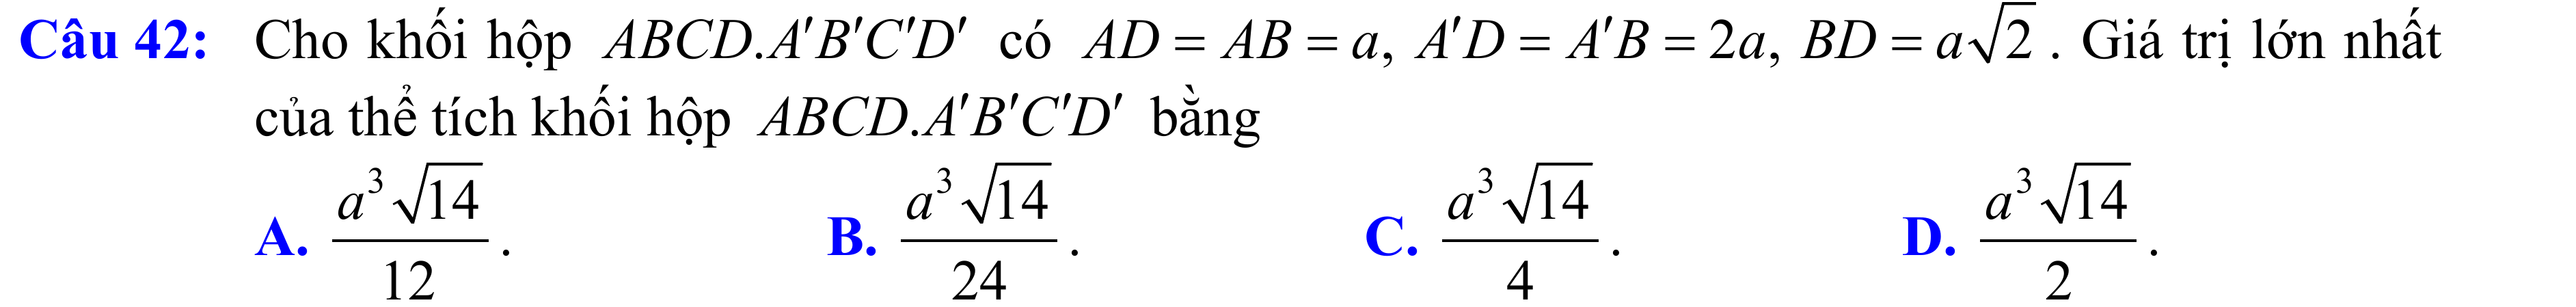 Câu 42: Cho khối hộp ABCD.A'B'C'D' có AD = AB = a, A'D = A'B = 2a, BD = a√2 . Giá trị lớn nhất
của thể tích khối hộp ABCD.A'B'C'D' bằng
A. a³√14/12 . B. a³√14/24 . C. a³√14/4 . D. a³√14/2 .